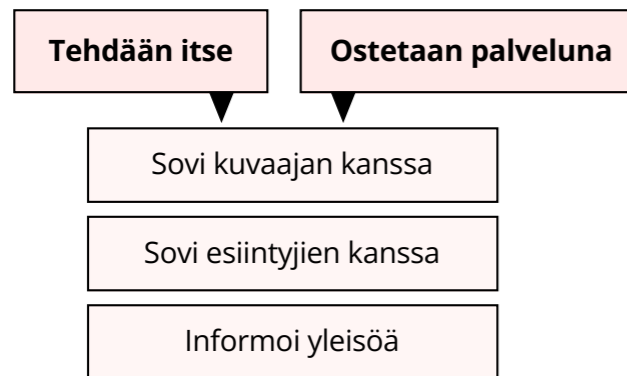 Tehdään itse
Ostetaan palveluna
Sovi kuvaajan kanssa
Sovi esiintyjien kanssa
Informoi yleisöä